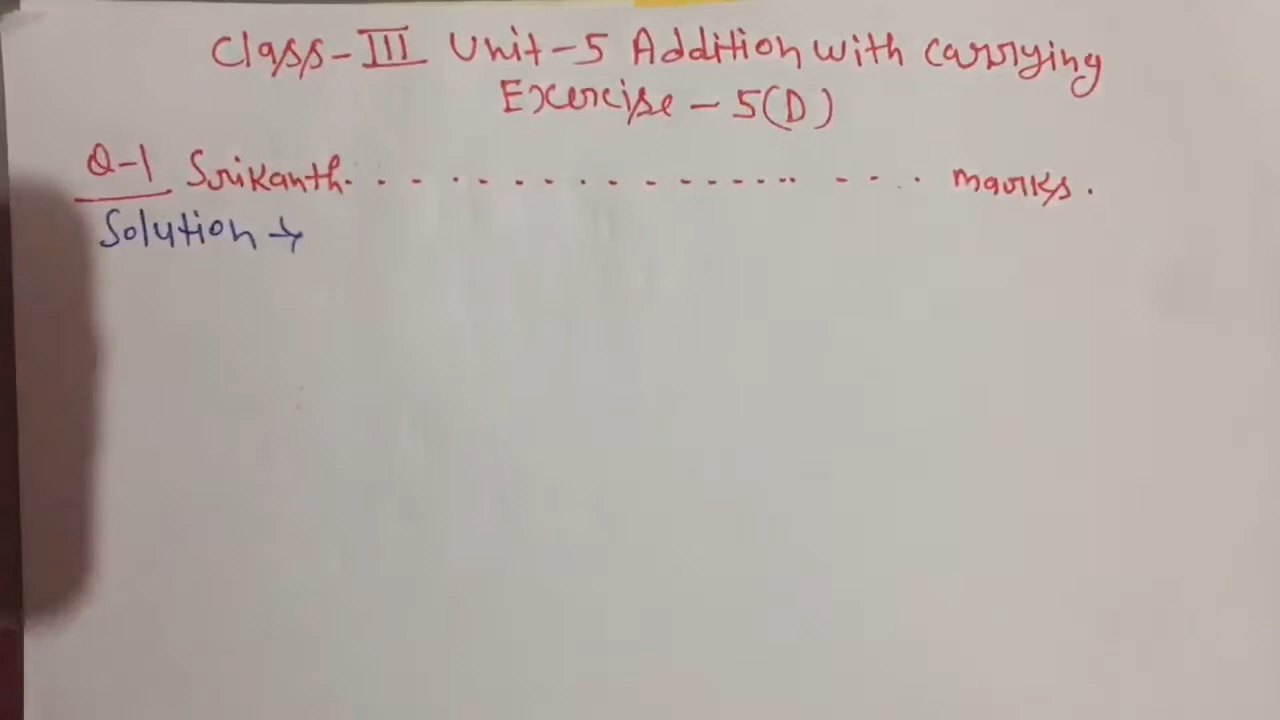 Class-III Unit-5 Addition with carrying
Exercise - 5(D)
Q-1 Srikanth. . . . . . . . . . . . . . . . . . . . . marks.
Solution →